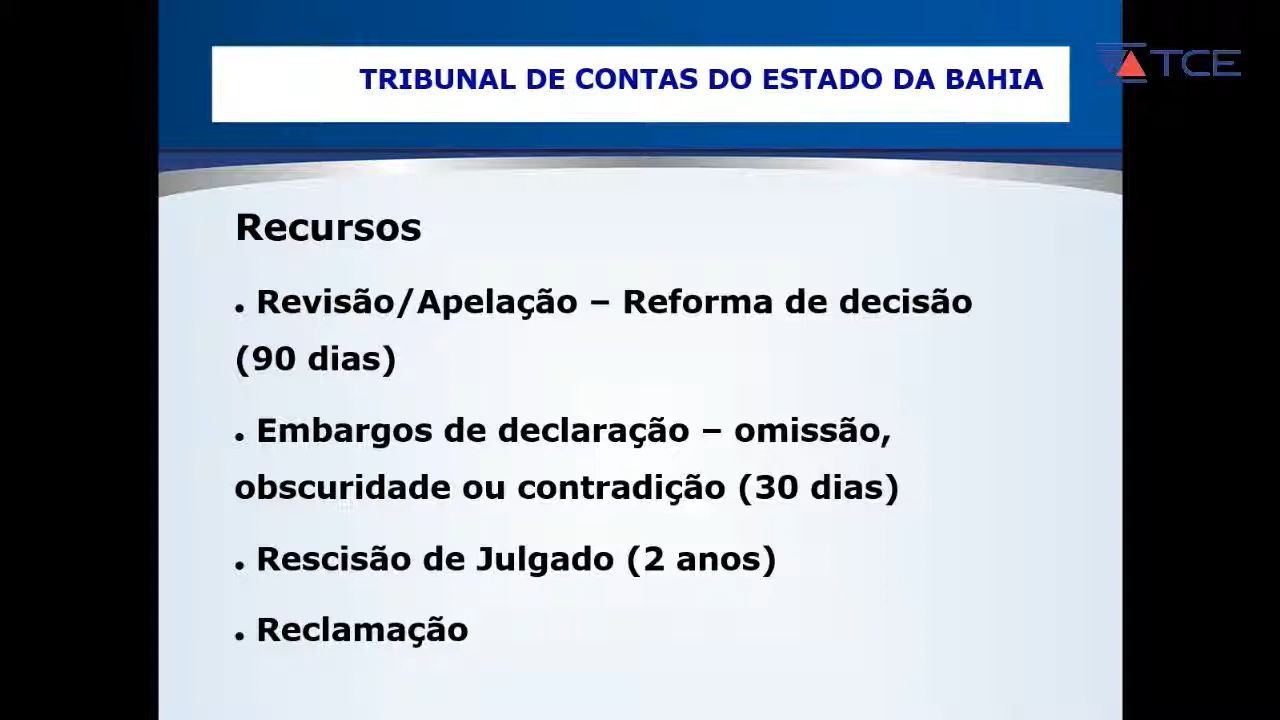 TRIBUNAL DE CONTAS DO ESTADO DA BAHIA
TCE
Recursos
• Revisão/Apelação – Reforma de decisão
(90 dias)
• Embargos de declaração – omissão,
obscuridade ou contradição (30 dias)
• Rescisão de Julgado (2 anos)
• Reclamação